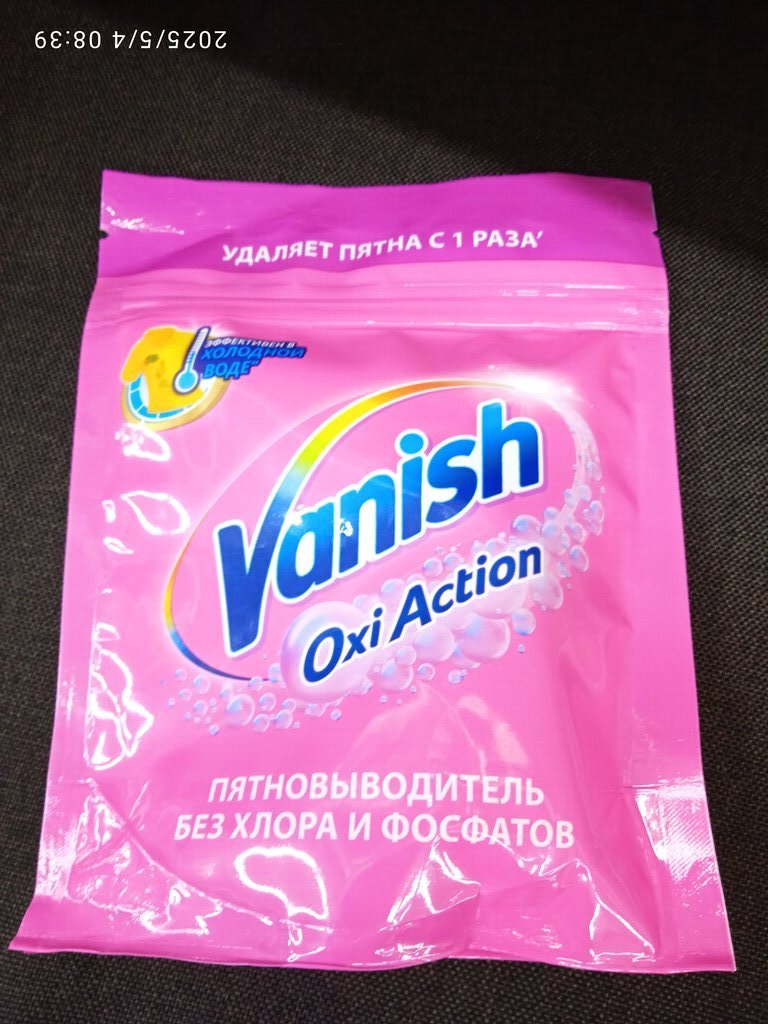 2025/5/4 08:39
УДАЛЯЕТ ПЯТНА С 1 РАЗА'
ЭФФЕКТИВЕН В
ХОЛОДНОЙ
ВОДЕ"
Vanish
Oxi Action
ПЯТНОВЫВОДИТЕЛЬ
БЕЗ ХЛОРА И ФОСФАТОВ